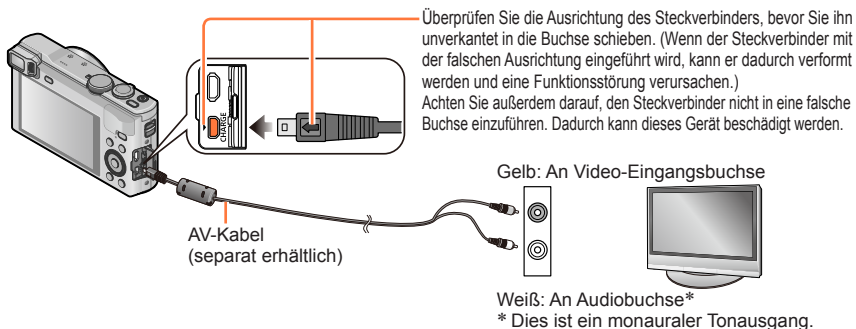 Überprüfen Sie die Ausrichtung des Steckverbinders, bevor Sie ihn
unverkantet in die Buchse schieben. (Wenn der Steckverbinder mit
der falschen Ausrichtung eingeführt wird, kann er dadurch verformt
werden und eine Funktionsstörung verursachen.)
Achten Sie außerdem darauf, den Steckverbinder nicht in eine falsche
Buchse einzuführen. Dadurch kann dieses Gerät beschädigt werden.
CHARGE
Gelb: An Video-Eingangsbuchse
AV-Kabel
(separat erhältlich)
Weiß: An Audiobuchse*
* Dies ist ein monauraler Tonausgang.